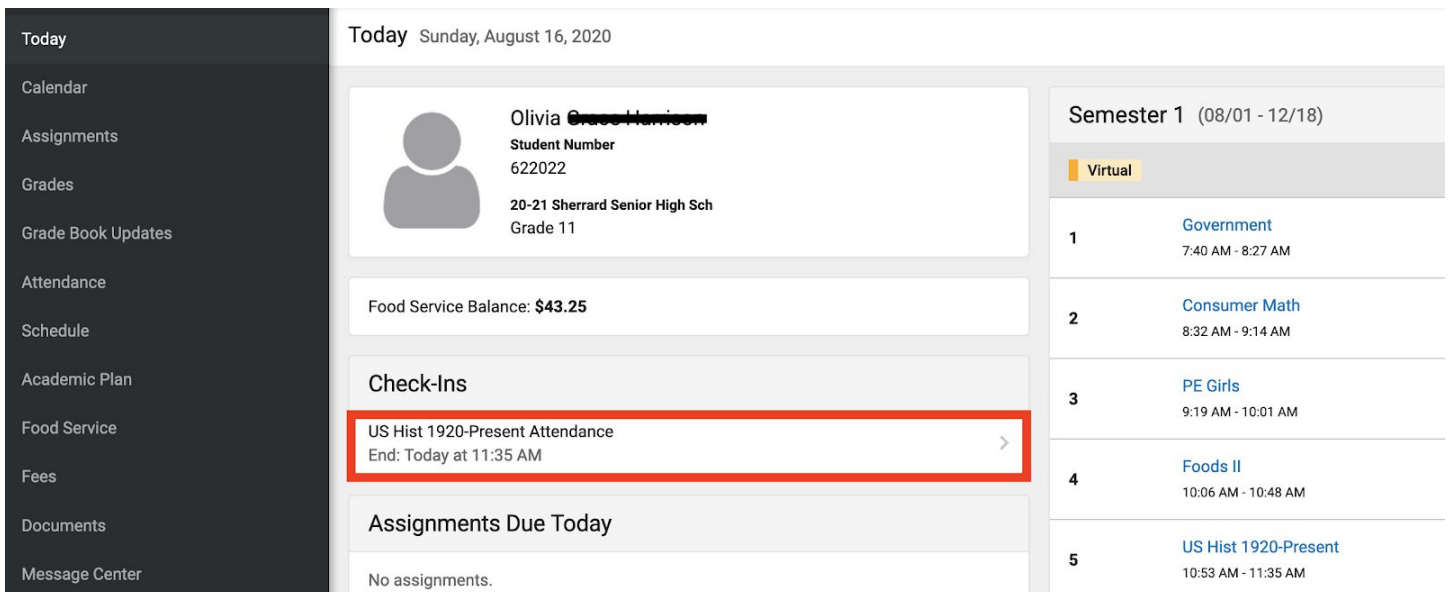 Today
Calendar
Assignments
Grades
Grade Book Updates
Attendance
Schedule
Academic Plan
Food Service
Fees
Documents
Message Center
Today Sunday, August 16, 2020
Olivia
Student Number
622022
20-21 Sherrard Senior High Sch
Grade 11
Food Service Balance: $43.25
Check-Ins
US Hist 1920-Present Attendance
End: Today at 11:35 AM
Assignments Due Today
No assignments.
Semester 1 (08/01 - 12/18)
Virtual
1
Government
7:40 AM - 8:27 AM
2
Consumer Math
8:32 AM - 9:14 AM
3
PE Girls
9:19 AM - 10:01 AM
4
Foods II
10:06 AM - 10:48 AM
5
US Hist 1920-Present
10:53 AM - 11:35 AM